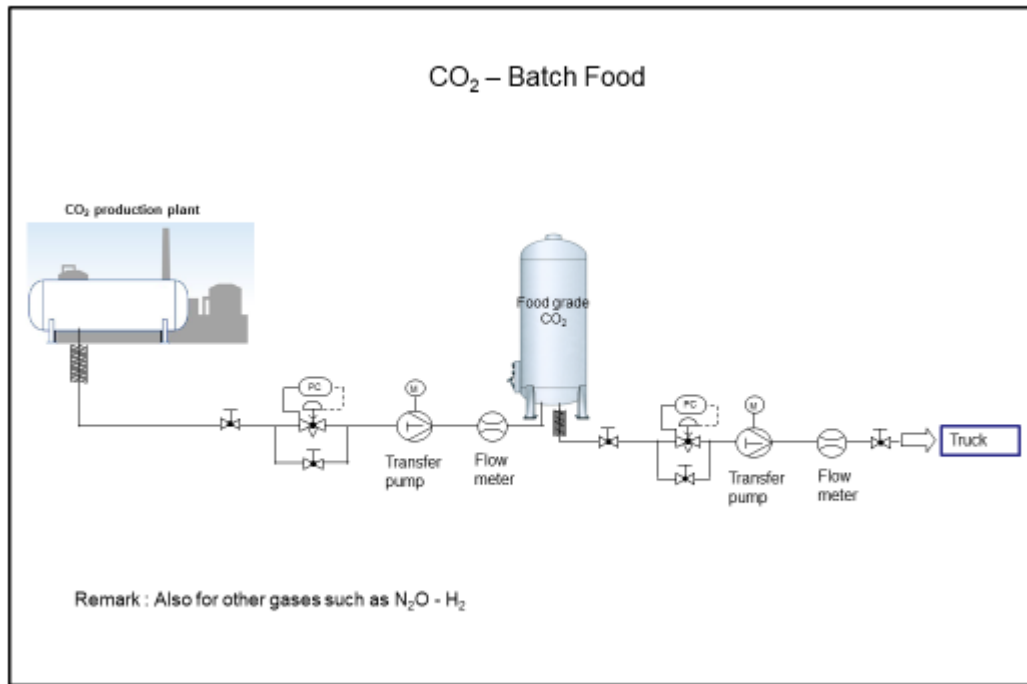 CO₂ – Batch Food
CO₂ production plant
Food grade
CO₂
PC
M
PC
M
Transfer
pump
Flow
meter
Transfer
pump
Flow
meter
Truck
Remark : Also for other gases such as N₂O - H₂